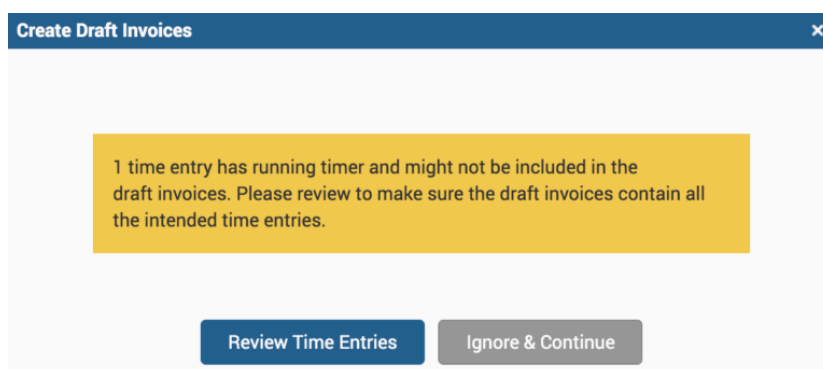 Create Draft Invoices
1 time entry has running timer and might not be included in the
draft invoices. Please review to make sure the draft invoices contain all
the intended time entries.
Review Time Entries
Ignore & Continue